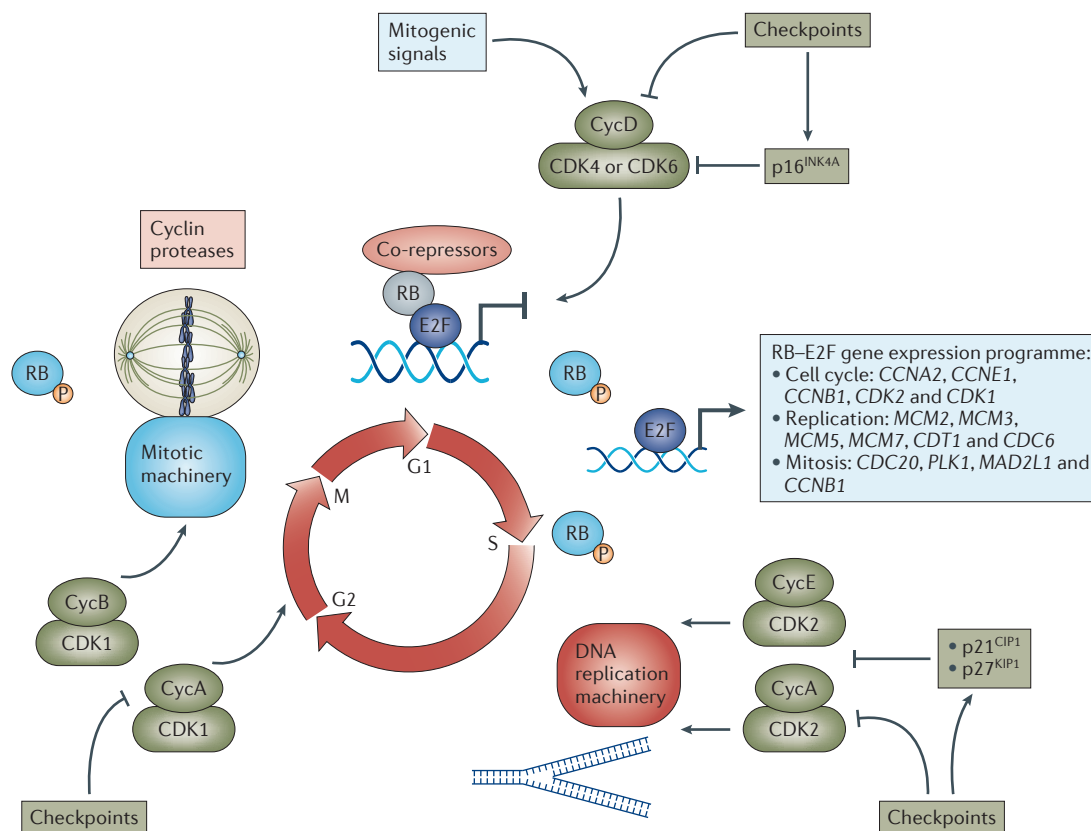 Mitogenic
signals
Checkpoints
CycD
CDK4 or CDK6
p16INK4A
Cyclin
proteases
Co-repressors
RB
E2F
RB
P
RB
P
E2F
RB–E2F gene expression programme:
• Cell cycle: CCNA2, CCNE1,
CCNB1, CDK2 and CDK1
• Replication: MCM2, MCM3,
MCM5, MCM7, CDT1 and CDC6
• Mitosis: CDC20, PLK1, MAD2L1 and
CCNB1
Mitotic
machinery
G1
M
S
G2
RB
P
CycB
CDK1
CycA
CDK1
Checkpoints
DNA
replication
machinery
CycE
CDK2
CycA
CDK2
• p21CIP1
• p27KIP1
Checkpoints